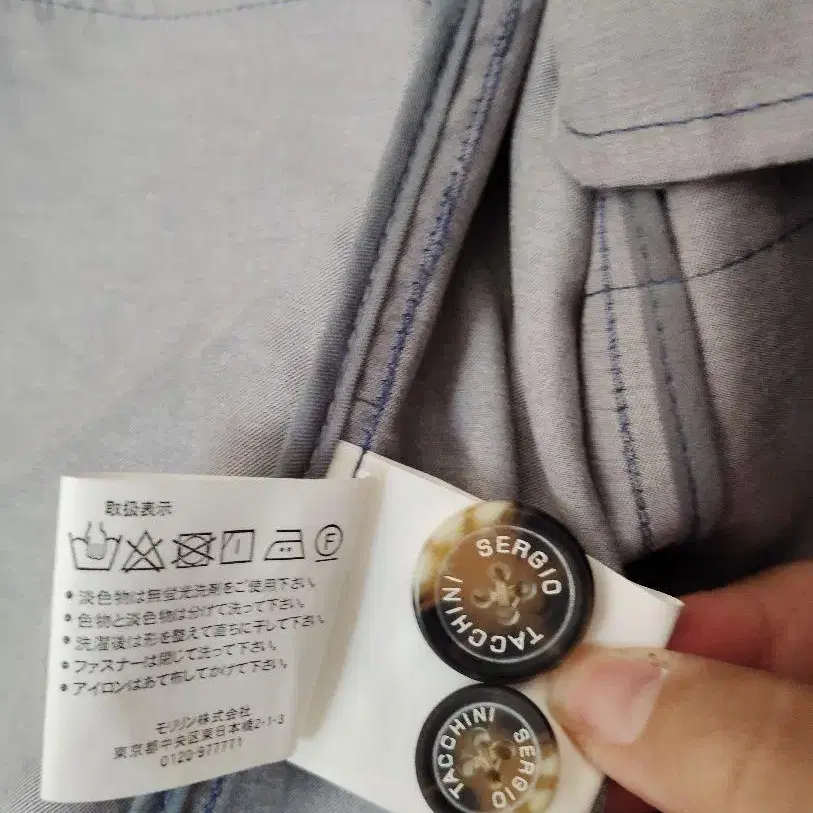 取扱表示
F
• 淡色物は無蛍光洗剤をご使用下さい。
• 色物と淡色物は分けて洗って下さい。
• 洗濯後は形を整えて直ちに干して下さい。
• ファスナーは閉じて洗って下さい。
• アイロンはあて布してかけて下さい。
モリリン株式会社
東京都中央区東日本橋2-1-3
0120-977771
SERGIO
TACCHINI
TACCHINI
SERGIO